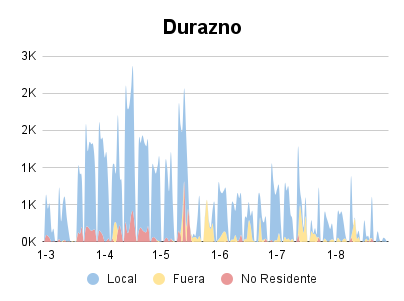 Durazno
3K
2K
2K
1K
1K
0K
1-3
1-4
1-5
1-6
1-7
1-8
Local
Fuera
No Residente